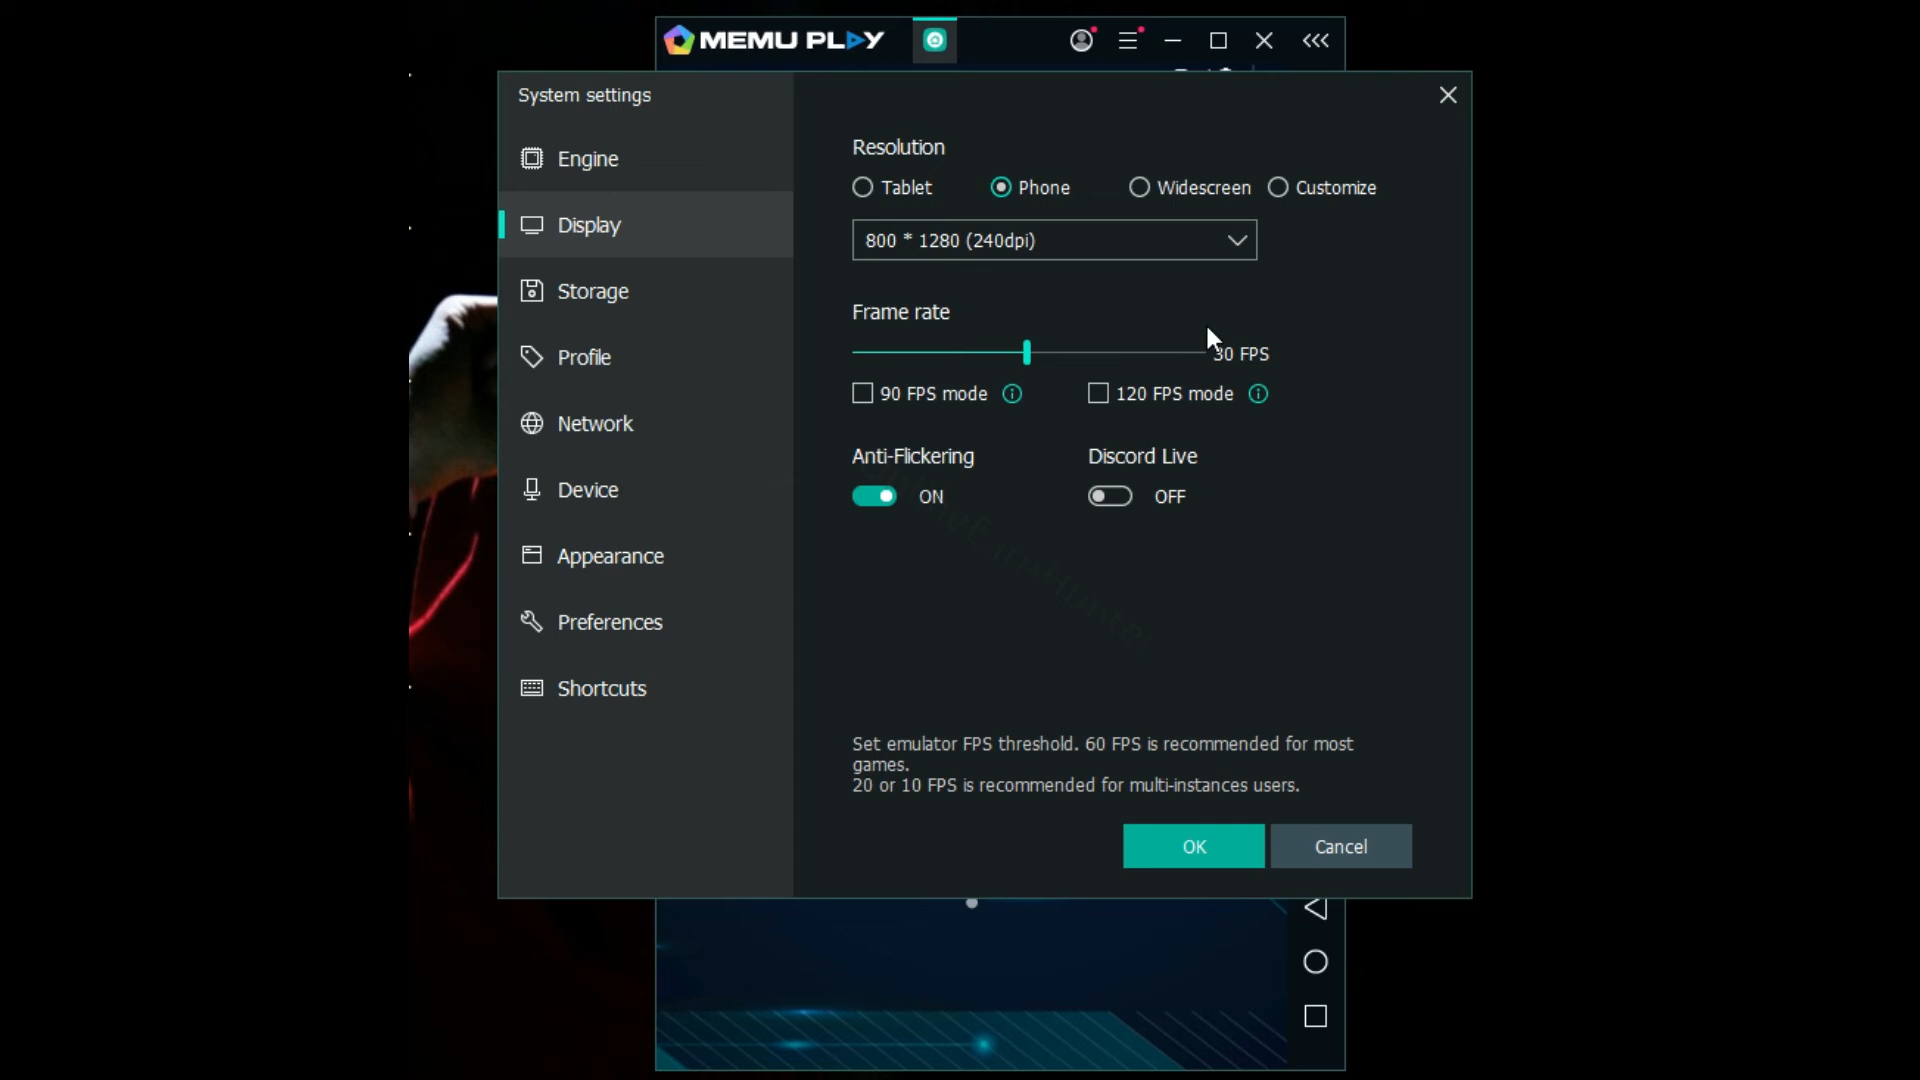 MEMU PLAY
System settings
Engine
Display
Storage
Profile
Network
Device
Appearance
Preferences
Shortcuts
Resolution
Tablet Phone Widescreen Customize
800 * 1280 (240dpi)
Frame rate
30 FPS
90 FPS mode 120 FPS mode
Anti-Flickering Discord Live
ON OFF
Set emulator FPS threshold. 60 FPS is recommended for most
games.
20 or 10 FPS is recommended for multi-instances users.
OK Cancel